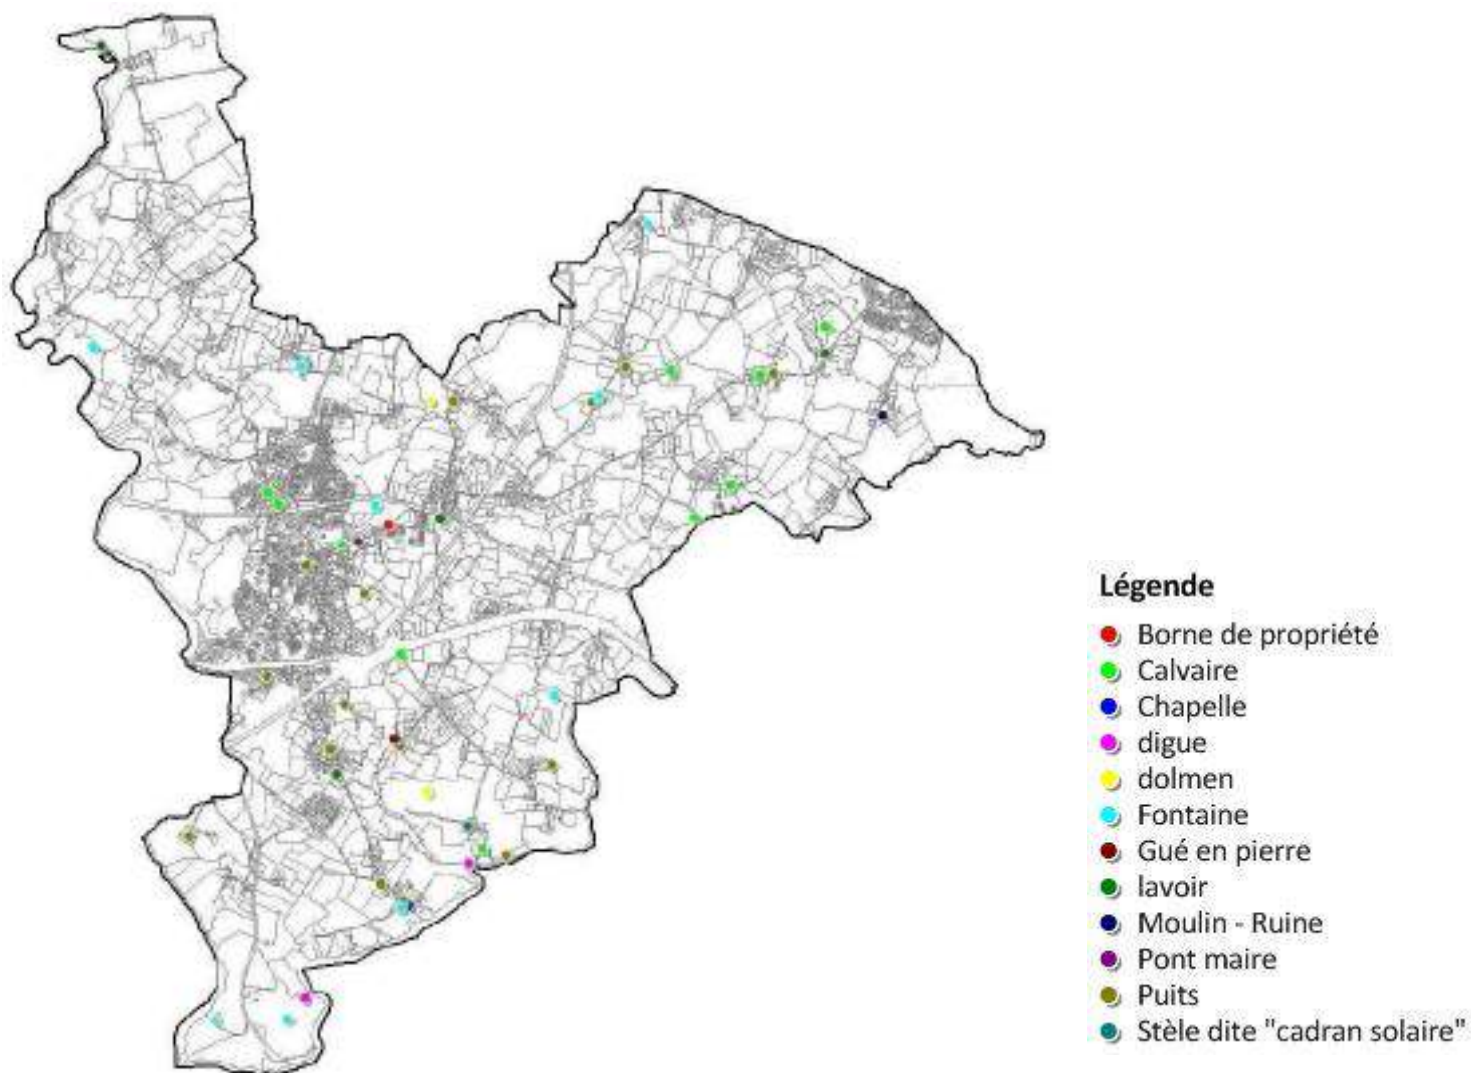 Légende
Borne de propriété
Calvaire
Chapelle
digue
dolmen
Fontaine
Gué en pierre
lavoir
Moulin - Ruine
Pont maire
Puits
Stèle dite "cadran solaire"